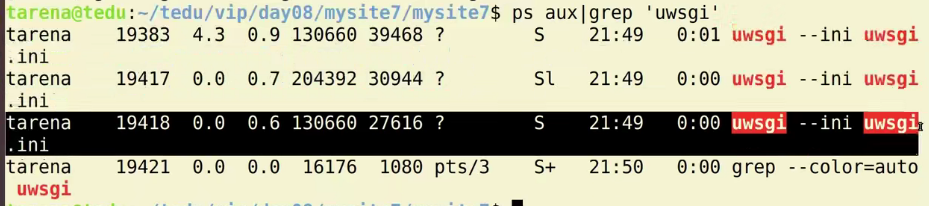 tarena@tedu:~/tedu/vip/day08/mysite7/mysite7$ ps aux|grep 'uwsgi'
tarena    19383  4.3  0.9 130660 39468 ?        S    21:49   0:01 uwsgi --ini uwsgi
.ini
tarena    19417  0.0  0.7 204392 30944 ?        Sl   21:49   0:00 uwsgi --ini uwsgi
.ini
tarena    19418  0.0  0.6 130660 27616 ?        S    21:49   0:00 uwsgi --ini uwsgi
.ini
tarena    19421  0.0  0.0  16176  1080 pts/3    S+   21:50   0:00 grep --color=auto
 uwsgi